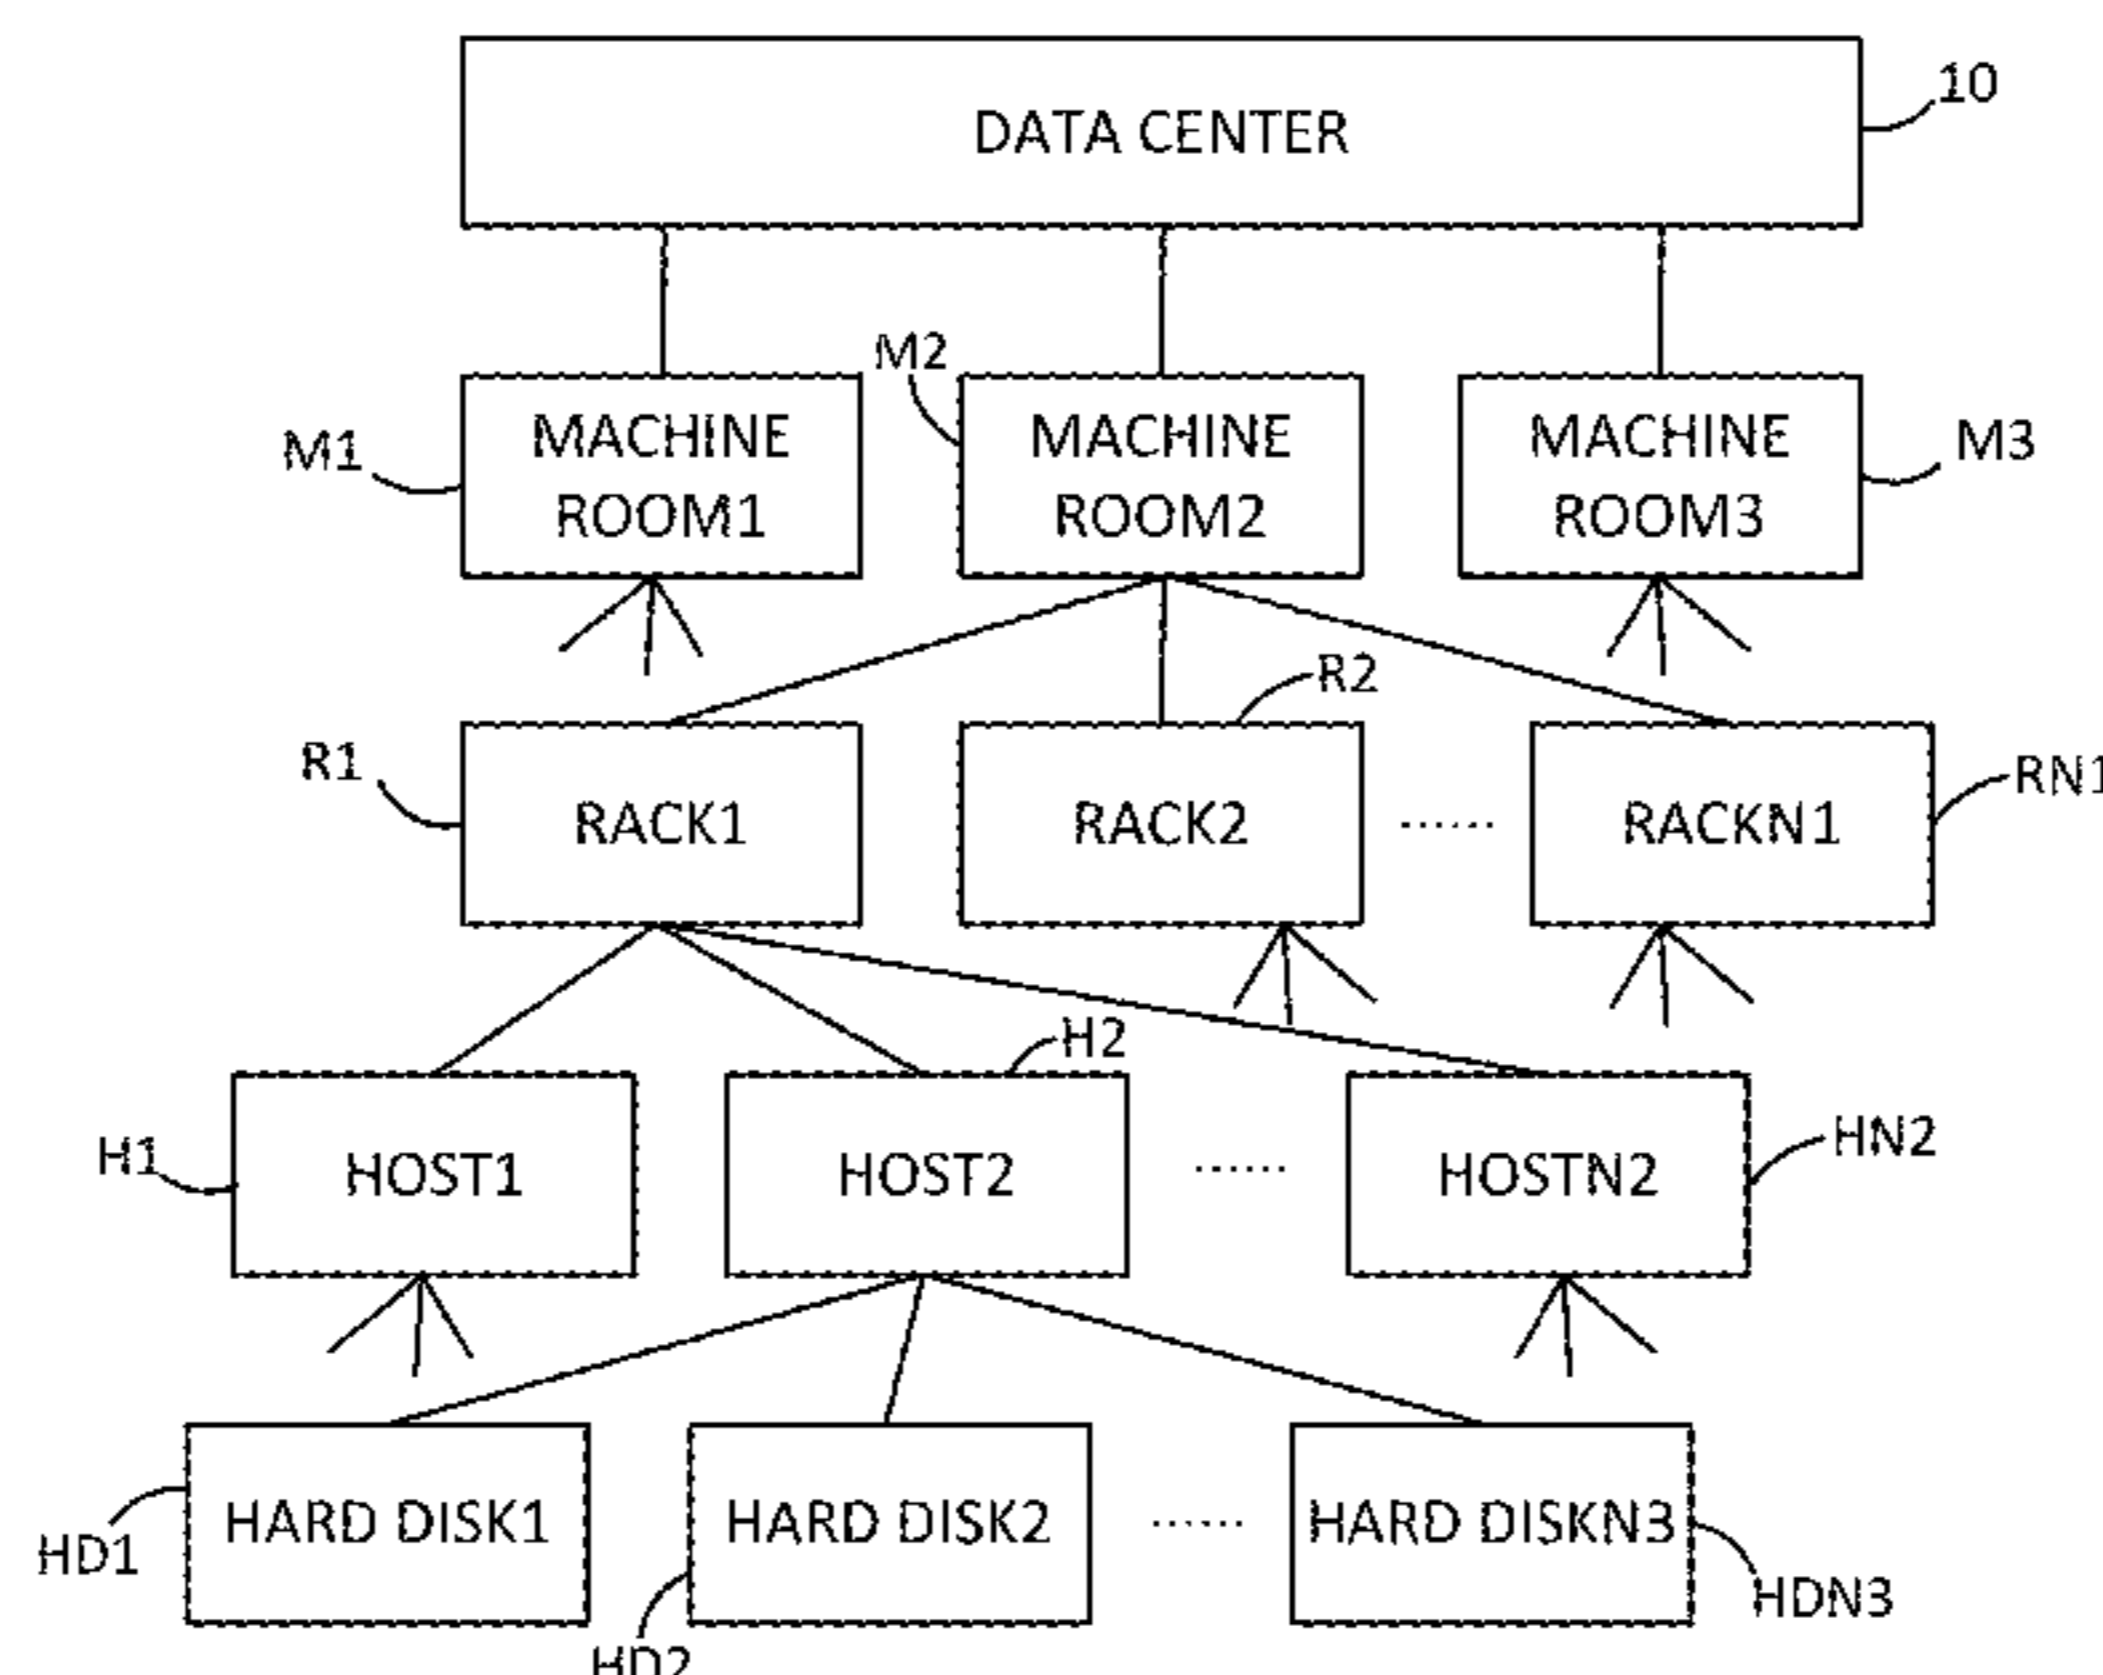 DATA CENTER
10
M1
MACHINE
ROOM1
M2
MACHINE
ROOM2
MACHINE
ROOM3
M3
R1
RACK1
RACK2
R2
......
RACKN1
RN1
H1
HOST1
HOST2
H2
......
HOSTN2
HN2
HD1
HARD DISK1
HARD DISK2
HD2
......
HARD DISKN3
HDN3